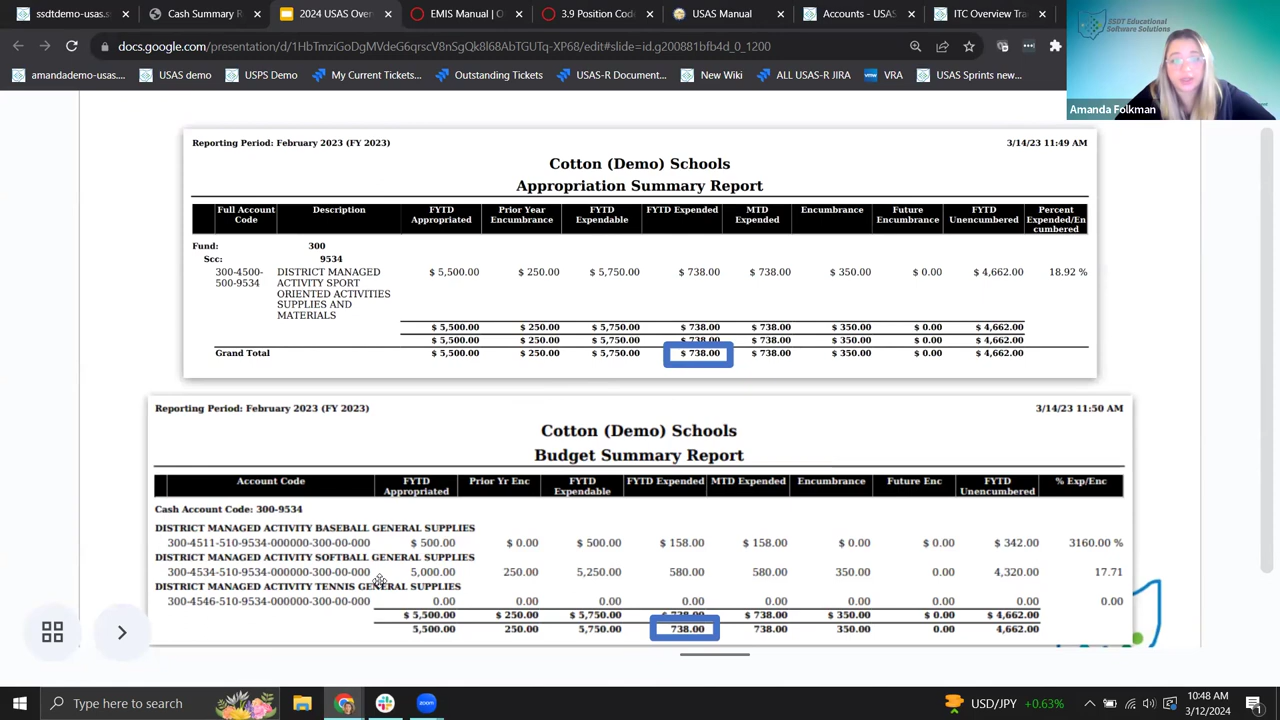 ssdtdemo-usas.ss
Cash Summary R
2024 USAS Over
EMIS Manual | O
3.9 Position Code
USAS Manual
Accounts - USAS
ITC Overview Tra
docs.google.com/presentation/d/1HbTmziGoDgMVdeG6qrscV8nSgQk8l68AbTGUTq-XP68/edit#slide=id.g200881bfb4d_0_1200
amandademo-usas...
USAS Demo
USPS Demo
My Current Tickets...
Outstanding Tickets
USAS-R Document...
New Wiki
ALL USAS-R JIRA
VRA
USAS Sprints new...
SSDT Educational
Software Solutions
Amanda Folkman
Reporting Period: February 2023 (FY 2023) 3/14/23 11:49 AM
Cotton (Demo) Schools
Appropriation Summary Report
Full Account Code Description FYTD Appropriated Prior Year Encumbrance FYTD Expendable FYTD Expended MTD Expended Encumbrance Future Encumbrance FYTD Unencumbered Percent Expended/En cumbered
Fund: 300
Scc: 9534
300-4500- DISTRICT MANAGED $ 5,500.00 $ 250.00 $ 5,750.00 $ 738.00 $ 738.00 $ 350.00 $ 0.00 $ 4,662.00 18.92 %
500-9534 ACTIVITY SPORT
ORIENTED ACTIVITIES
SUPPLIES AND
MATERIALS
$ 5,500.00 $ 250.00 $ 5,750.00 $ 738.00 $ 738.00 $ 350.00 $ 0.00 $ 4,662.00
$ 5,500.00 $ 250.00 $ 5,750.00 $ 738.00 $ 738.00 $ 350.00 $ 0.00 $ 4,662.00
Grand Total $ 5,500.00 $ 250.00 $ 5,750.00 $ 738.00 $ 738.00 $ 350.00 $ 0.00 $ 4,662.00
Reporting Period: February 2023 (FY 2023) 3/14/23 11:50 AM
Cotton (Demo) Schools
Budget Summary Report
Account Code FYTD Appropriated Prior Yr Enc FYTD Expendable FYTD Expended MTD Expended Encumbrance Future Enc FYTD Unencumbered % Exp/Enc
Cash Account Code: 300-9534
DISTRICT MANAGED ACTIVITY BASEBALL GENERAL SUPPLIES
300-4511-510-9534-000000-300-00-000 $ 500.00 $ 0.00 $ 500.00 $ 158.00 $ 158.00 $ 0.00 $ 0.00 $ 342.00 3160.00 %
DISTRICT MANAGED ACTIVITY SOFTBALL GENERAL SUPPLIES
300-4534-510-9534-000000-300-00-000 5,000.00 250.00 5,250.00 580.00 580.00 350.00 0.00 4,320.00 17.71
DISTRICT MANAGED ACTIVITY TENNIS GENERAL SUPPLIES
300-4546-510-9534-000000-300-00-000 0.00 0.00 0.00 0.00 0.00 0.00 0.00 0.00 0.00
$ 5,500.00 $ 250.00 $ 5,750.00 $ 738.00 $ 738.00 $ 350.00 $ 0.00 $ 4,662.00
5,500.00 250.00 5,750.00 738.00 738.00 350.00 0.00 4,662.00
Type here to search
zoom
USD/JPY +0.63%
10:48 AM
3/12/2024
1